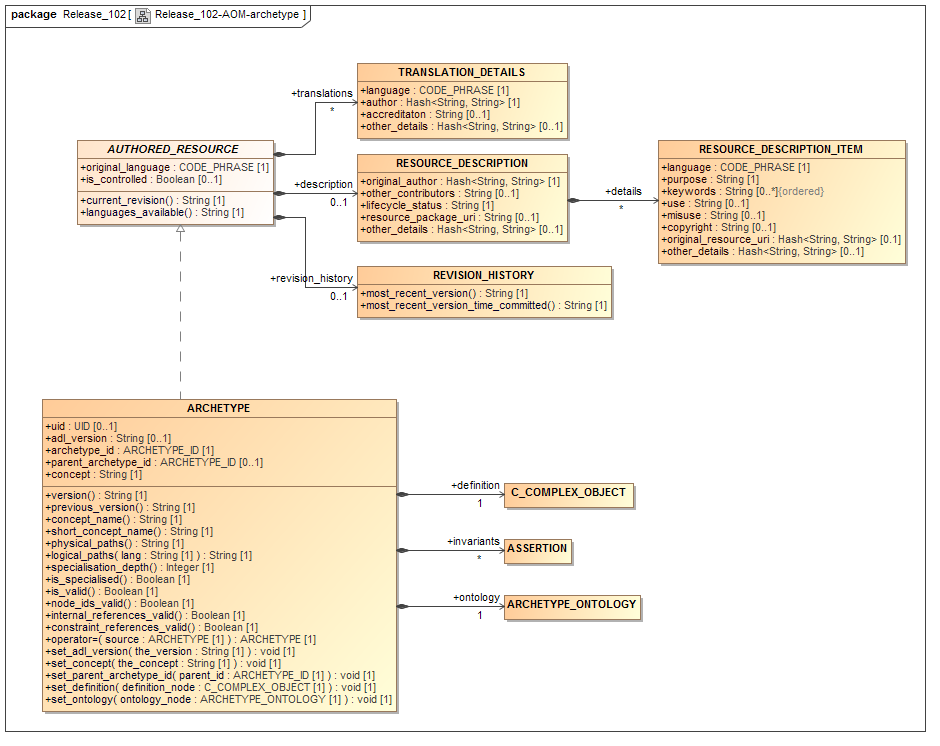 package Release_102[ Release_102-AOM-archetype ]
TRANSLATION_DETAILS
+language : CODE_PHRASE [1]
+author : Hash<String, String> [1]
+accreditaton : String [0..1]
+other_details : Hash<String, String> [0..1]
+translations
*
AUTHORED_RESOURCE
+original_language : CODE_PHRASE [1]
+is_controlled : Boolean [0..1]
+current_revision() : String [1]
+languages_available() : String [1]
+description
0..1
RESOURCE_DESCRIPTION
+original_author : Hash<String, String> [1]
+other_contributors : String [0..1]
+lifecycle_status : String [1]
+resource_package_uri : String [0..1]
+other_details : Hash<String, String> [0..1]
+details
*
RESOURCE_DESCRIPTION_ITEM
+language : CODE_PHRASE [1]
+purpose : String [1]
+keywords : String [0..*]{ordered}
+use : String [0..1]
+misuse : String [0..1]
+copyright : String [0..1]
+original_resource_uri : Hash<String, String> [0..1]
+other_details : Hash<String, String> [0..1]
+revision_history
0..1
REVISION_HISTORY
+most_recent_version() : String [1]
+most_recent_version_time_committed() : String [1]
ARCHETYPE
+uid : UID [0..1]
+adl_version : String [0..1]
+archetype_id : ARCHETYPE_ID [1]
+parent_archetype_id : ARCHETYPE_ID [0..1]
+concept : String [1]
+version() : String [1]
+previous_version() : String [1]
+concept_name() : String [1]
+short_concept_name() : String [1]
+physical_paths() : String [1]
+logical_paths( lang : String [1] ) : String [1]
+specialisation_depth() : Integer [1]
+is_specialised() : Boolean [1]
+is_valid() : Boolean [1]
+node_ids_valid() : Boolean [1]
+internal_references_valid() : Boolean [1]
+constraint_references_valid() : Boolean [1]
+operator=( source : ARCHETYPE [1] ) : ARCHETYPE [1]
+set_adl_version( the_version : String [1] ) : void [1]
+set_concept( the_concept : String [1] ) : void [1]
+set_parent_archetype_id( parent_id : ARCHETYPE_ID [1] ) : void [1]
+set_definition( definition_node : C_COMPLEX_OBJECT [1] ) : void [1]
+set_ontology( ontology_node : ARCHETYPE_ONTOLOGY [1] ) : void [1]
+definition
1
C_COMPLEX_OBJECT
+invariants
*
ASSERTION
+ontology
1
ARCHETYPE_ONTOLOGY